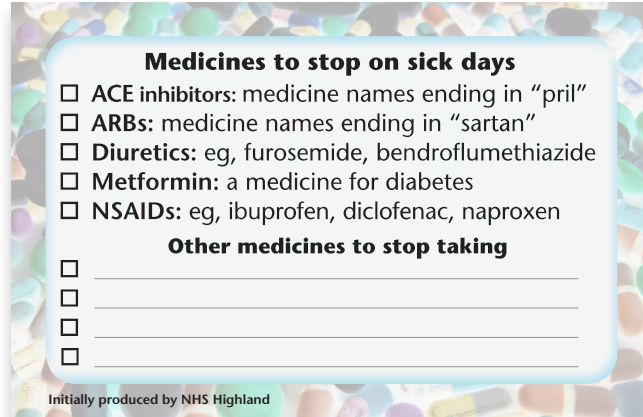 Medicines to stop on sick days
ACE inhibitors: medicine names ending in “pril”
ARBs: medicine names ending in “sartan”
Diuretics: eg, furosemide, bendroflumethiazide
Metformin: a medicine for diabetes
NSAIDs: eg, ibuprofen, diclofenac, naproxen
Other medicines to stop taking
Initially produced by NHS Highland